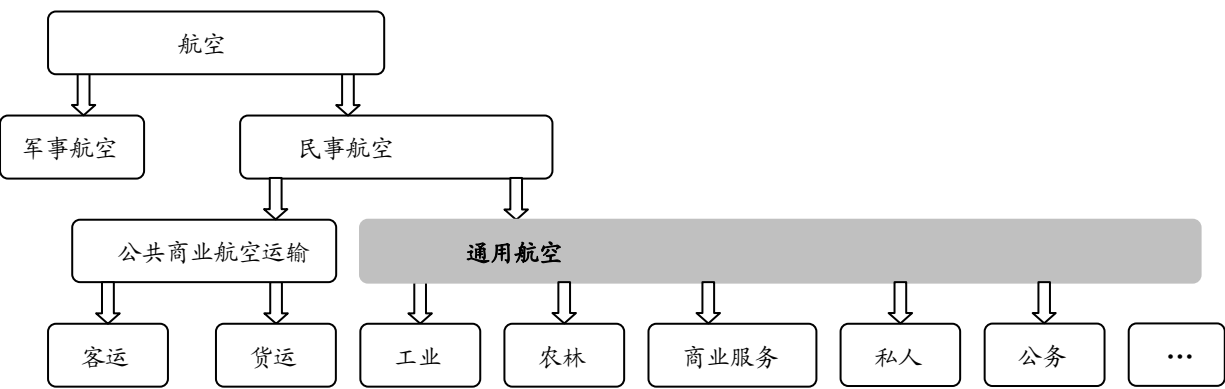 航空
军事航空
民事航空
公共商业航空运输
通用航空
客运
货运
工业
农林
商业服务
私人
公务
…